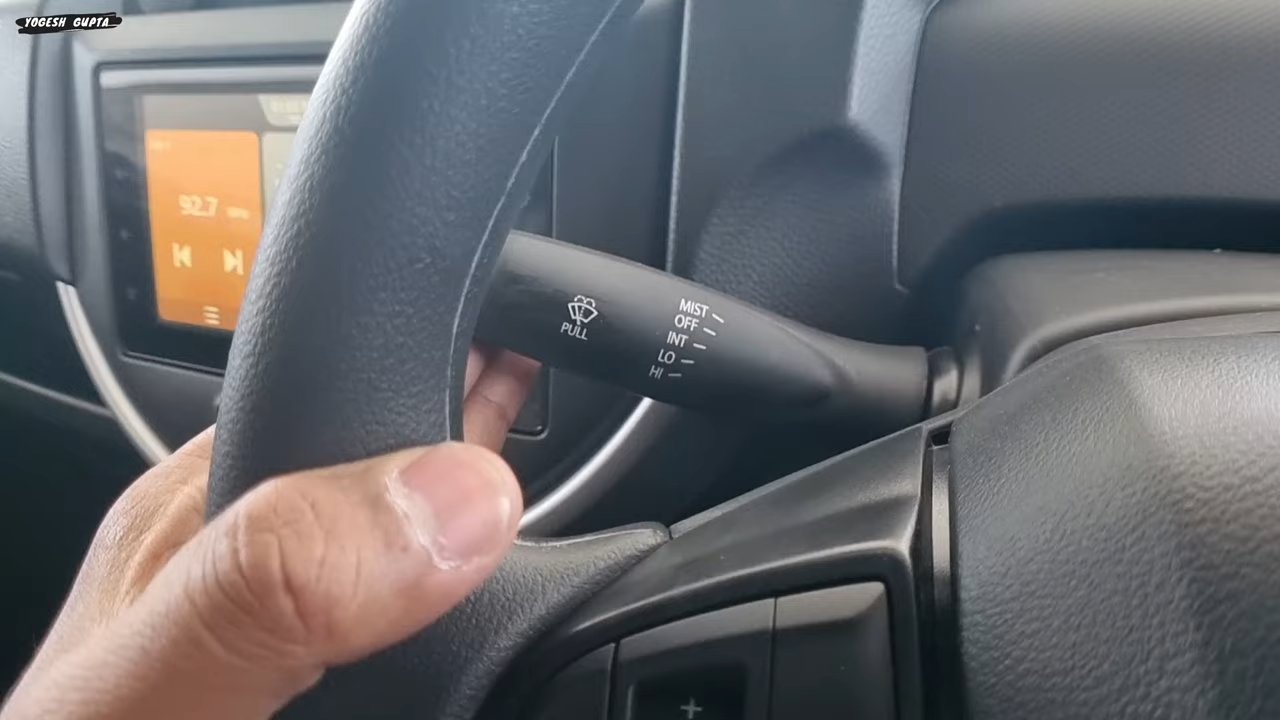 YOGESH GUPTA
92.7
PULL
MIST
OFF
INT
LO
HI
+